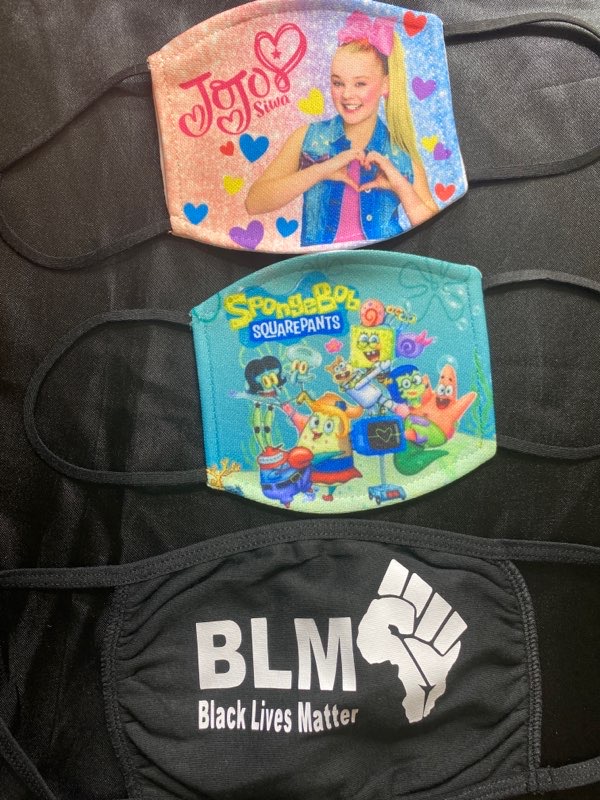 JoJo
Siwa
SpongeBob
SQUAREPANTS
BLM
Black Lives Matter